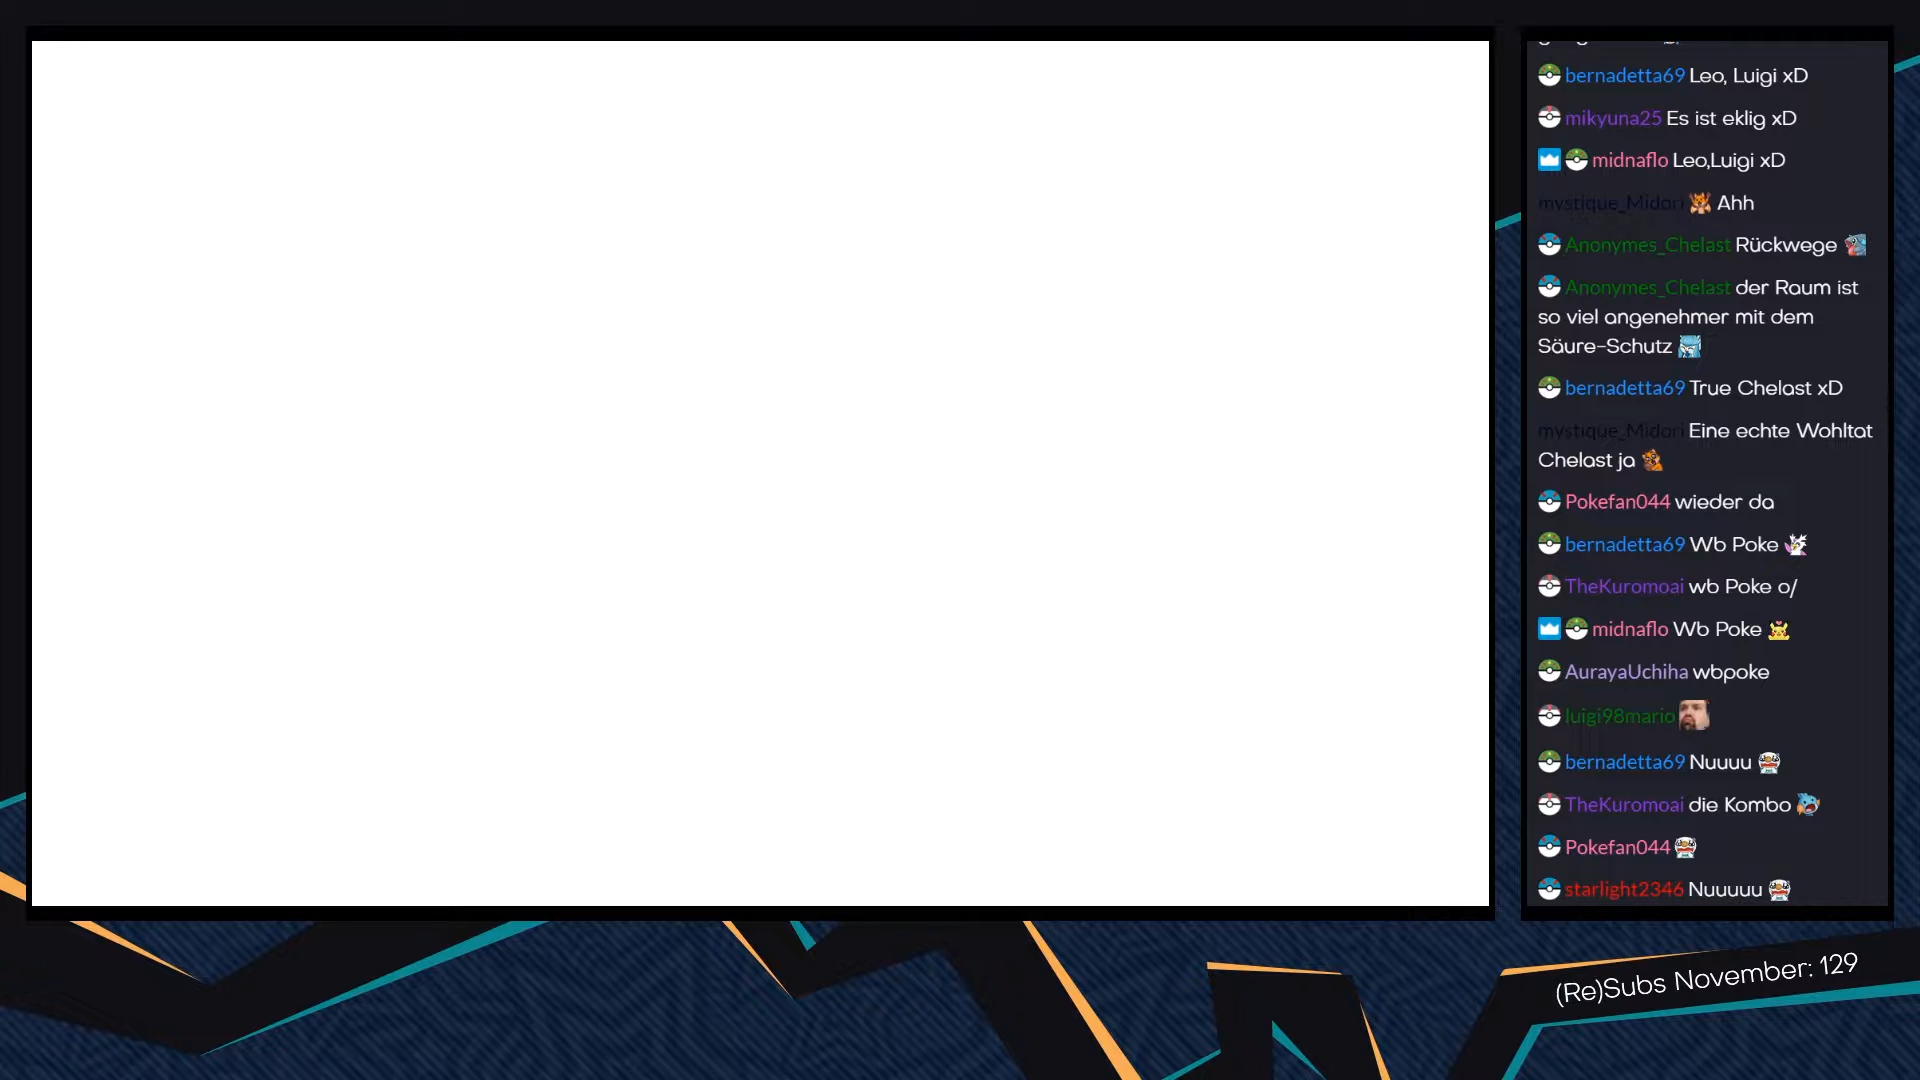 bernadetta69 Leo, Luigi xD
mikyuna25 Es ist eklig xD
midnaflo Leo,Luigi xD
mystique_Midari Ahh
Anonymes_Chelast Rückwege
Anonymes_Chelast der Raum ist
so viel angenehmer mit dem
Säure-Schutz
bernadetta69 True Chelast xD
mystique_Midari Eine echte Wohltat
Chelast ja
Pokefan044 wieder da
bernadetta69 Wb Poke
TheKuromoai wb Poke o/
midnaflo Wb Poke
AurayaUchiha wbpoke
luigi98mario
bernadetta69 Nuuuu
TheKuromoai die Kombo
Pokefan044
starlight2346 Nuuuuu
(Re)Subs November: 129